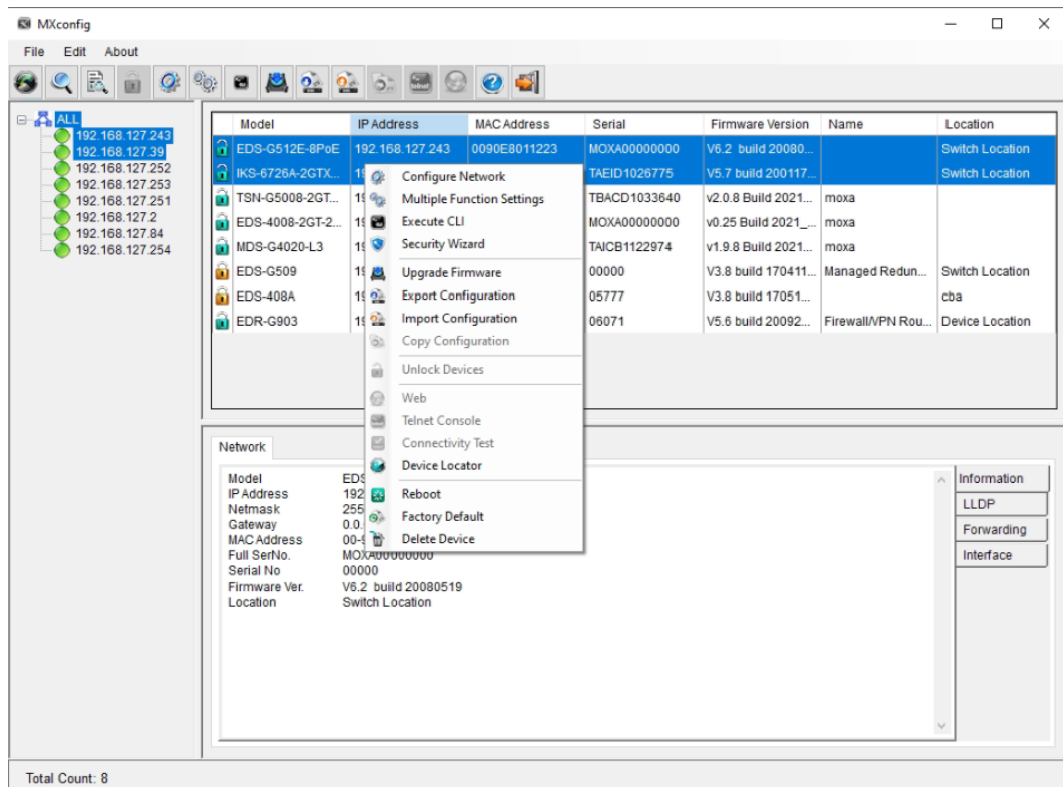 MXconfig
File Edit About
ALL
192.168.127.243
192.168.127.39
192.168.127.252
192.168.127.253
192.168.127.251
192.168.127.2
192.168.127.84
192.168.127.254
Model IP Address MAC Address Serial Firmware Version Name Location
EDS-G512E-8PoE 192.168.127.243 0090E8011223 MOXA00000000 V6.2 build 20080... Switch Location
IKS-6726A-2GTX... TAEID1026775 V5.7 build 200117... Switch Location
TSN-G5008-2GT... TBACD1033640 v2.0.8 Build 2021... moxa
EDS-4008-2GT-2... MOXA00000000 v0.25 Build 2021_... moxa
MDS-G4020-L3 TAICB1122974 v1.9.8 Build 2021... moxa
EDS-G509 00000 V3.8 build 170411... Managed Redun... Switch Location
EDS-408A 05777 V3.8 build 17051... cba
EDR-G903 06071 V5.6 build 20092... Firewall/VPN Rou... Device Location
Configure Network
Multiple Function Settings
Execute CLI
Security Wizard
Upgrade Firmware
Export Configuration
Import Configuration
Copy Configuration
Unlock Devices
Web
Telnet Console
Connectivity Test
Device Locator
Reboot
Factory Default
Delete Device
Network
Model EDS
IP Address 192
Netmask 255
Gateway 0.0.
MAC Address 00-9
Full SerNo. MOXA00000000
Serial No 00000
Firmware Ver. V6.2 build 20080519
Location Switch Location
Information
LLDP
Forwarding
Interface
Total Count: 8